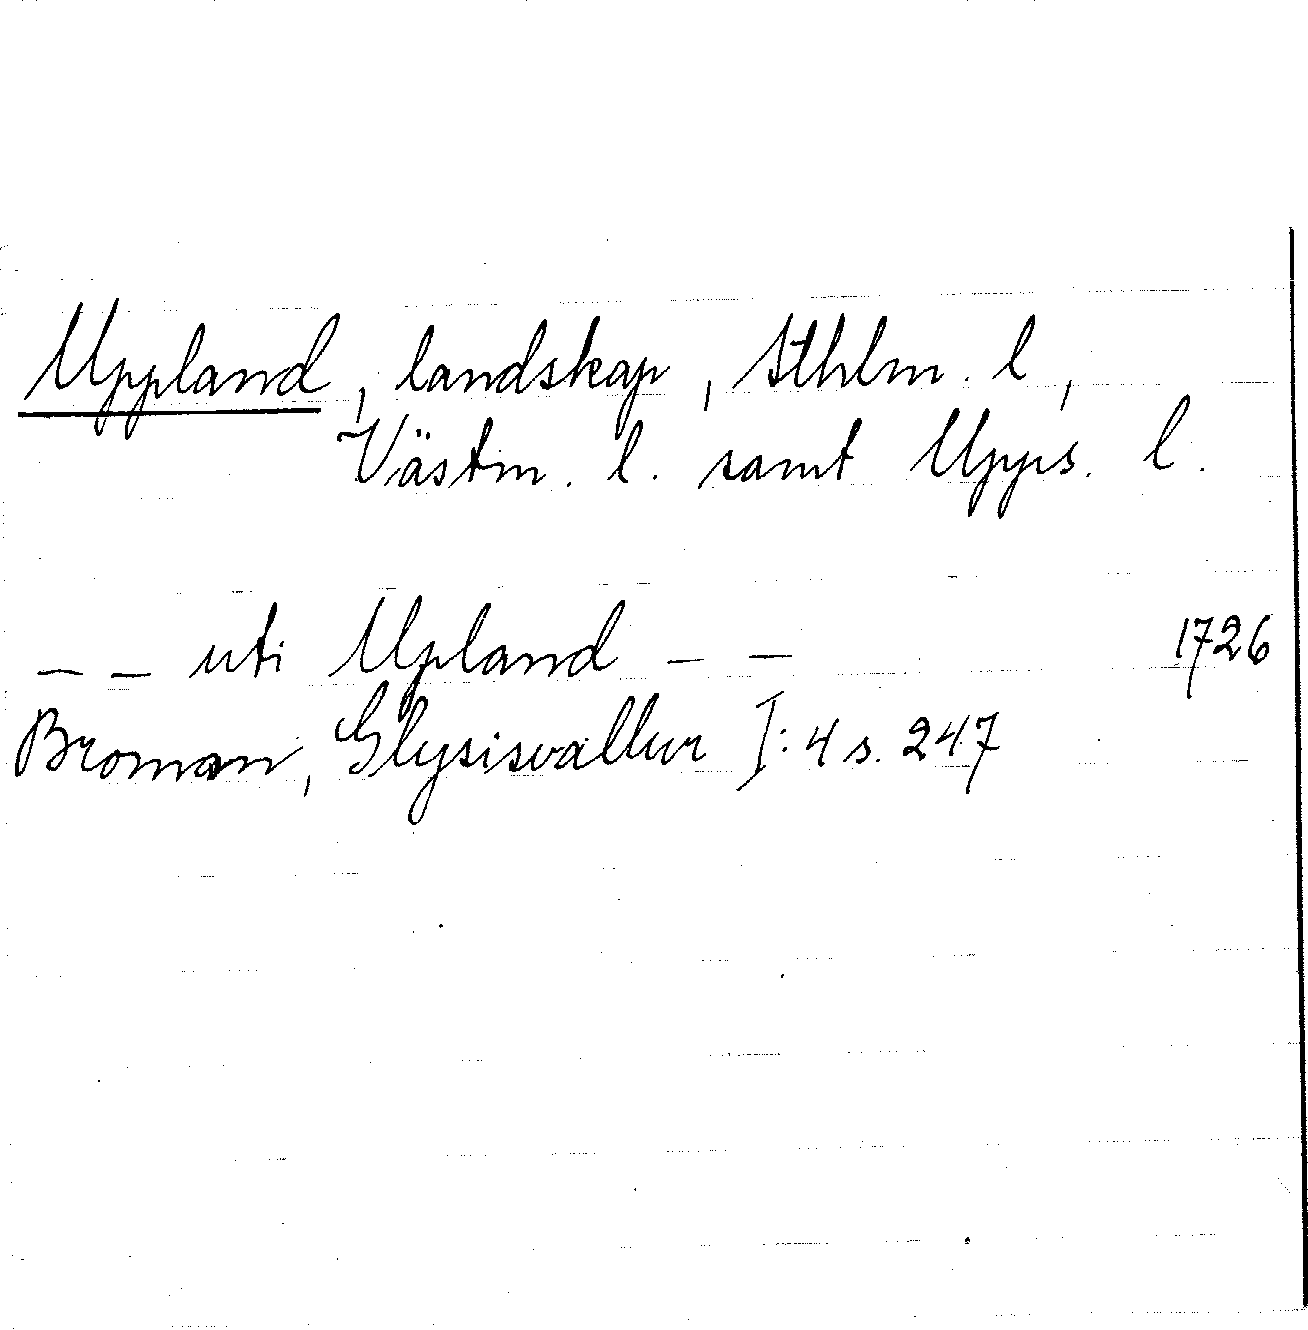 Uppland, landskap, Sthlm. l,
Västm. l. samt Upps. l.
_ _ uti Upland _ _ 1726
Broman, Glysisvallur I:4 s. 247